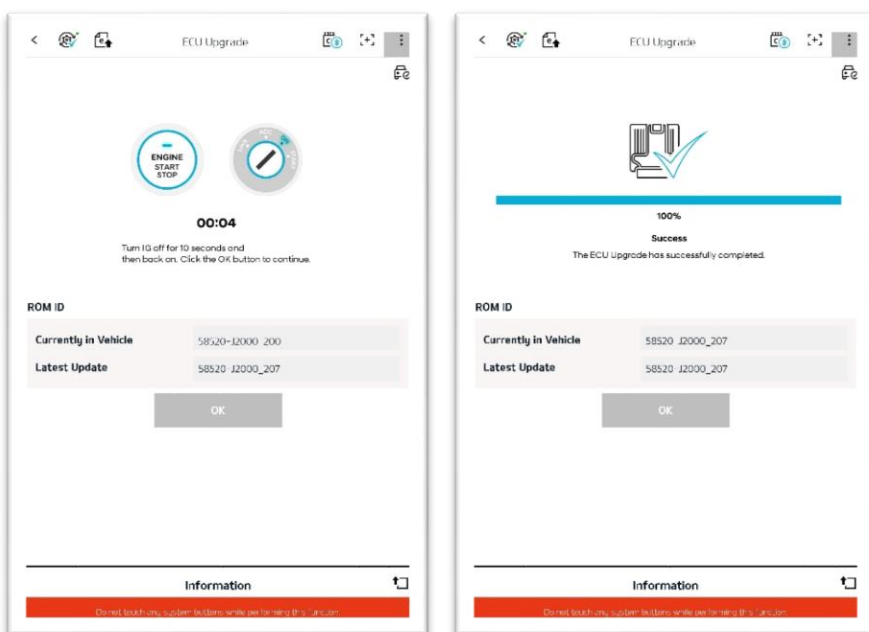 ECU Upgrade
ENGINE
START
STOP
ACC
00:04
Turn IG off for 10 seconds and
then back on. Click the OK button to continue.
ROM ID
Currently in Vehicle 58520-J2000_200
Latest Update 58520-J2000_207
OK
Information
Do not touch any system buttons while performing this function.
ECU Upgrade
100%
Success
The ECU Upgrade has successfully completed.
ROM ID
Currently in Vehicle 58520-J2000_207
Latest Update 58520-J2000_207
OK
Information
Do not touch any system buttons while performing this function.